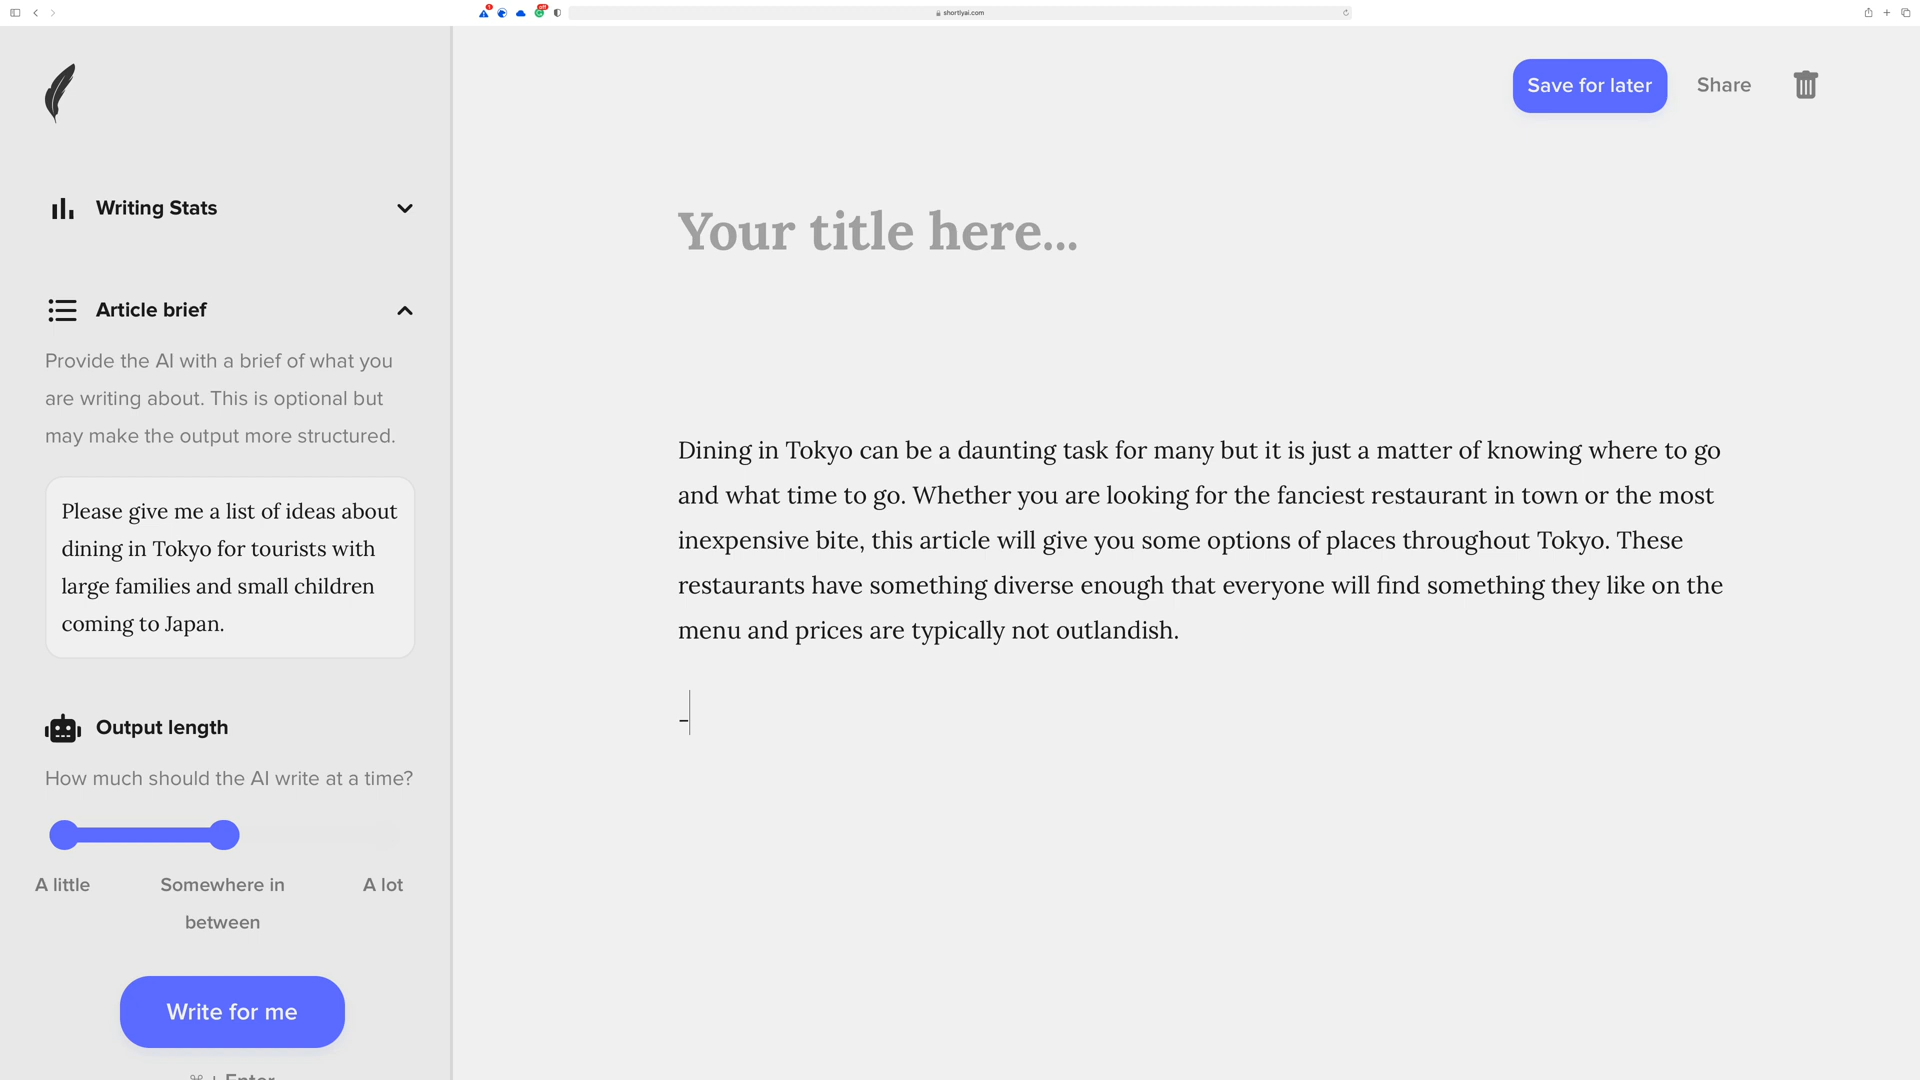 shortlyai.com
Save for later
Share
Writing Stats
Your title here...
Article brief
Provide the AI with a brief of what you
are writing about. This is optional but
may make the output more structured.
Please give me a list of ideas about
dining in Tokyo for tourists with
large families and small children
coming to Japan.
Output length
How much should the AI write at a time?
A little
Somewhere in
between
A lot
Write for me
⌘ + Enter
Dining in Tokyo can be a daunting task for many but it is just a matter of knowing where to go
and what time to go. Whether you are looking for the fanciest restaurant in town or the most
inexpensive bite, this article will give you some options of places throughout Tokyo. These
restaurants have something diverse enough that everyone will find something they like on the
menu and prices are typically not outlandish.
-